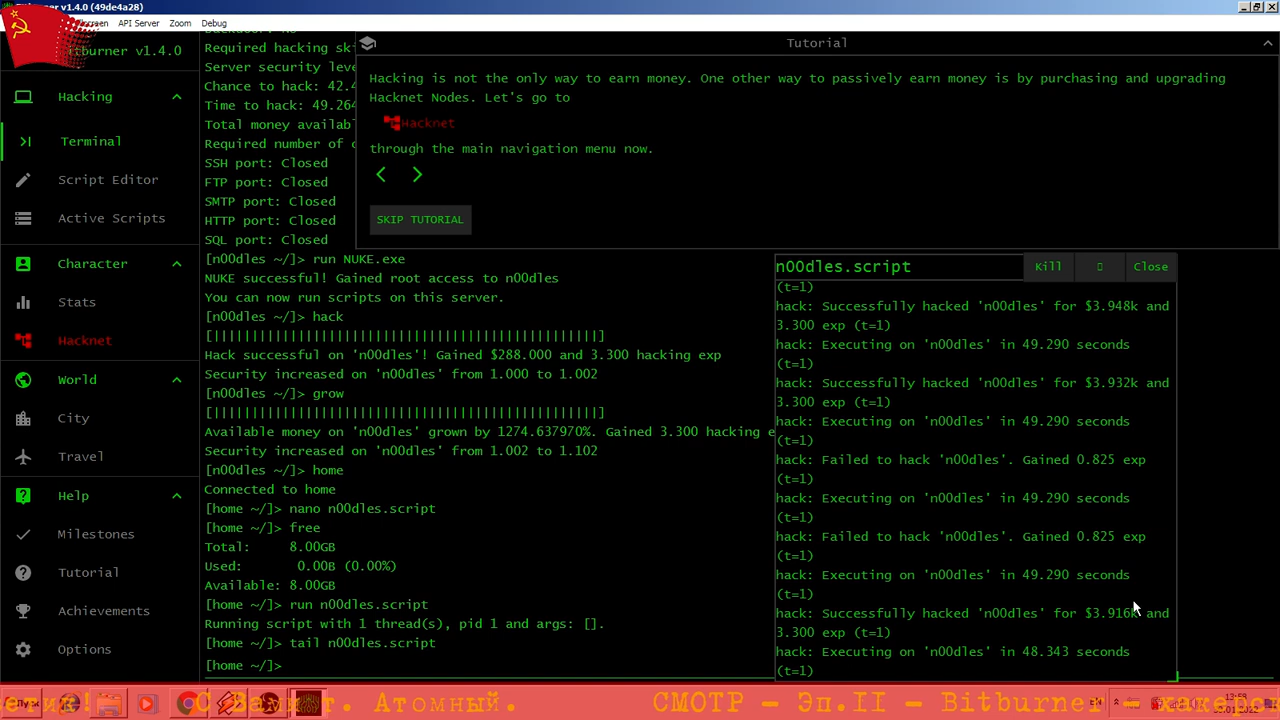 Bitburner v1.4.0 (49de4a28)
API Server
Zoom
Debug
Bitburner v1.4.0
Hacking
Terminal
Script Editor
Active Scripts
Character
Stats
Hacknet
World
City
Travel
Help
Milestones
Tutorial
Achievements
Options
Required hacking
Server security
Chance to hack: 42.4
Time to hack: 49.264
Total money
Required number of
SSH port: Closed
FTP port: Closed
SMTP port: Closed
HTTP port: Closed
SQL port: Closed
[n00dles ~/]> run NUKE.exe
NUKE successful! Gained root access to n00dles
You can now run scripts on this server.
[n00dles ~/]> hack
[||||||||||||||||||||||||||||||||||||||||||||||||||]
Hack successful on 'n00dles'! Gained $288.000 and 3.300 hacking exp
Security increased on 'n00dles' from 1.000 to 1.002
[n00dles ~/]> grow
[||||||||||||||||||||||||||||||||||||||||||||||||||]
Available money on 'n00dles' grown by 1274.637970%. Gained 3.300 hacking e
Security increased on 'n00dles' from 1.002 to 1.102
[n00dles ~/]> home
Connected to home
[home ~/]> nano n00dles.script
[home ~/]> free
Total: 8.00GB
Used: 0.00B (0.00%)
Available: 8.00GB
[home ~/]> run n00dles.script
Running script with 1 thread(s), pid 1 and args: [].
[home ~/]> tail n00dles.script
[home ~/]>
Tutorial
Hacking is not the only way to earn money. One other way to passively earn money is by purchasing and upgrading
Hacknet Nodes. Let's go to
Hacknet
through the main navigation menu now.
SKIP TUTORIAL
n00dles.script
Kill
Close
(t=1)
hack: Successfully hacked 'n00dles' for $3.948k and
3.300 exp (t=1)
hack: Executing on 'n00dles' in 49.290 seconds
(t=1)
hack: Successfully hacked 'n00dles' for $3.932k and
3.300 exp (t=1)
hack: Executing on 'n00dles' in 49.290 seconds
(t=1)
hack: Failed to hack 'n00dles'. Gained 0.825 exp
(t=1)
hack: Executing on 'n00dles' in 49.290 seconds
(t=1)
hack: Failed to hack 'n00dles'. Gained 0.825 exp
(t=1)
hack: Executing on 'n00dles' in 49.290 seconds
(t=1)
hack: Successfully hacked 'n00dles' for $3.916k and
3.300 exp (t=1)
hack: Executing on 'n00dles' in 48.343 seconds
(t=1)
Атомный. СМОТР – Эп.II – Bitburner –